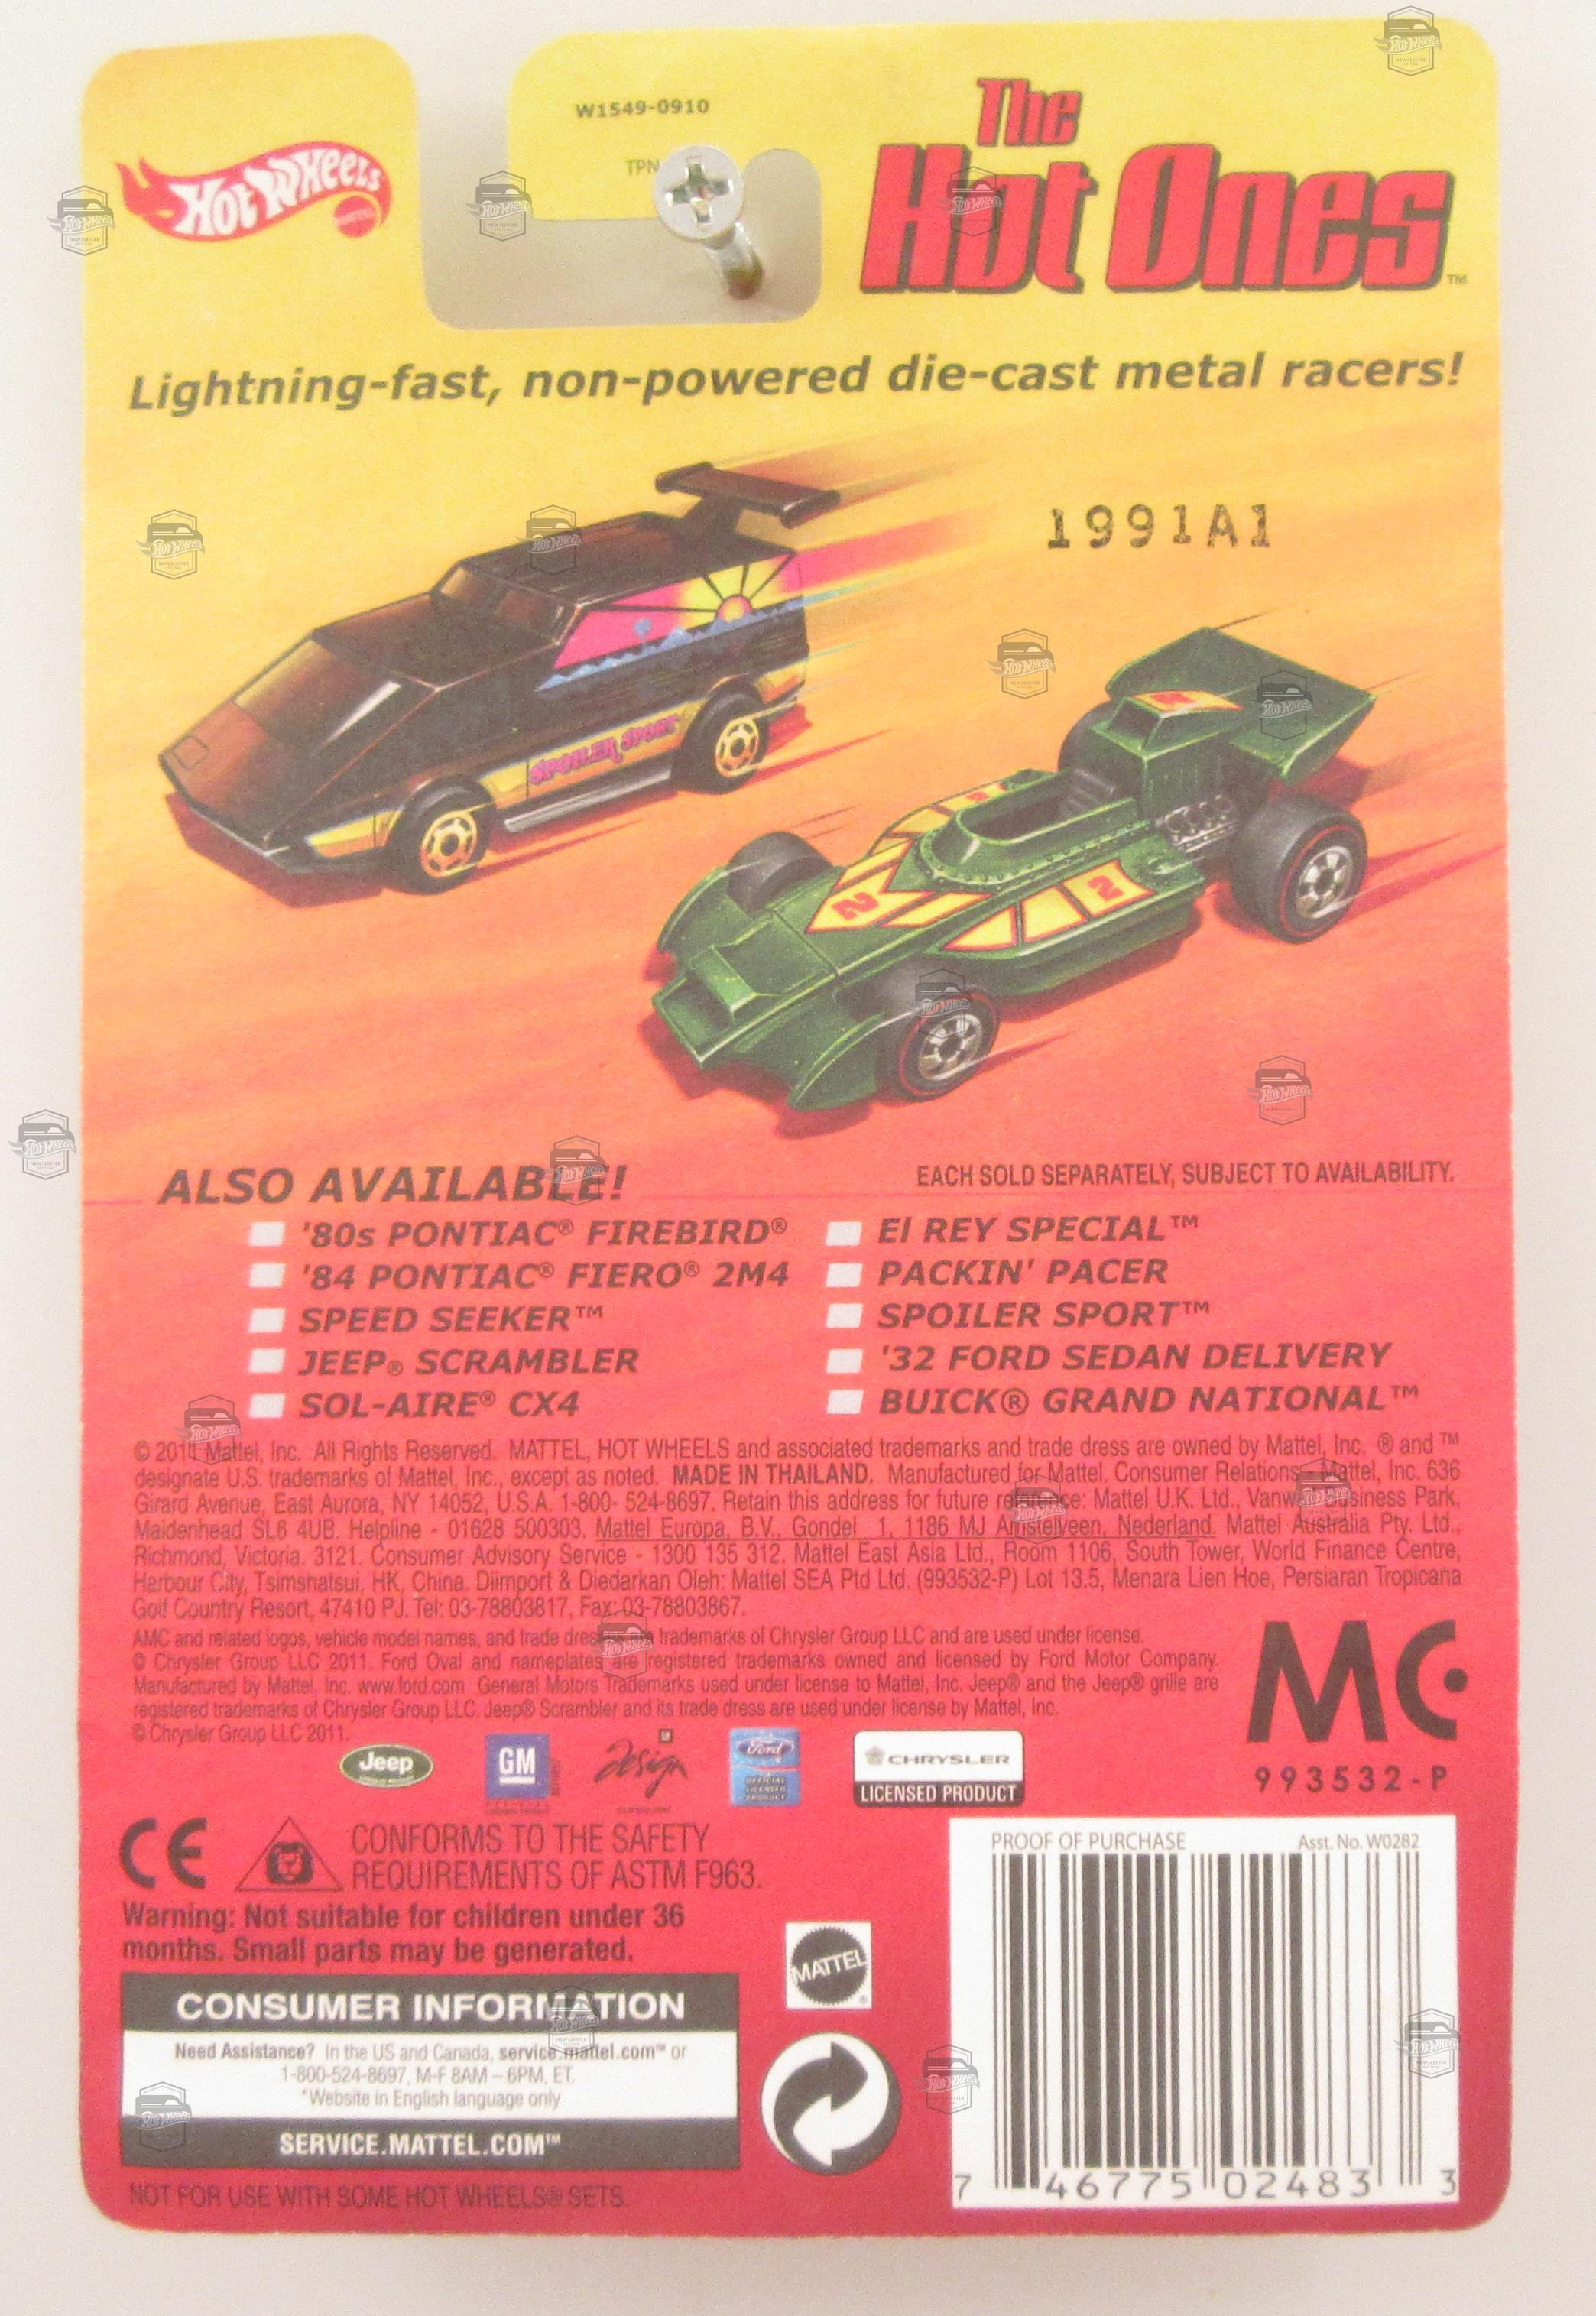 W1549-0910
TPN
HOT WHEELS
MATTEL
The
Hot Ones™
Lightning-fast, non-powered die-cast metal racers!
1991A1
SPOILER SPORT
2
2
ALSO AVAILABLE!
EACH SOLD SEPARATELY, SUBJECT TO AVAILABILITY.
'80s PONTIAC® FIREBIRD®
'84 PONTIAC® FIERO® 2M4
SPEED SEEKER™
JEEP® SCRAMBLER
SOL-AIRE® CX4
El REY SPECIAL™
PACKIN' PACER
SPOILER SPORT™
'32 FORD SEDAN DELIVERY
BUICK® GRAND NATIONAL™
© 2011 Mattel, Inc. All Rights Reserved. MATTEL, HOT WHEELS and associated trademarks and trade dress are owned by Mattel, Inc. ® and ™
designate U.S. trademarks of Mattel, Inc., except as noted. MADE IN THAILAND. Manufactured for Mattel. Consumer Relations Mattel, Inc. 636
Girard Avenue, East Aurora, NY 14052, U.S.A. 1-800- 524-8697. Retain this address for future reference: Mattel U.K. Ltd., Vanwall Business Park,
Maidenhead SL6 4UB. Helpline - 01628 500303. Mattel Europa, B.V., Gondel 1, 1186 MJ Amstelveen, Nederland. Mattel Australia Pty. Ltd.,
Richmond, Victoria. 3121. Consumer Advisory Service - 1300 135 312. Mattel East Asia Ltd., Room 1106, South Tower, World Finance Centre,
Harbour City, Tsimshatsui, HK, China. Diimport & Diedarkan Oleh: Mattel SEA Ptd Ltd. (993532-P) Lot 13.5, Menara Lien Hoe, Persiaran Tropicana
Golf Country Resort, 47410 PJ. Tel: 03-78803817, Fax: 03-78803867.
AMC and related logos, vehicle model names, and trade dress are trademarks of Chrysler Group LLC and are used under license.
© Chrysler Group LLC 2011. Ford Oval and nameplates are registered trademarks owned and licensed by Ford Motor Company.
Manufactured by Mattel, Inc. www.ford.com General Motors Trademarks used under license to Mattel, Inc. Jeep® and the Jeep® grille are
registered trademarks of Chrysler Group LLC. Jeep® Scrambler and its trade dress are used under license by Mattel, Inc.
© Chrysler Group LLC 2011.
MC
993532-P
Jeep
GM
Design
Ford
OFFICIAL
LICENSED
PRODUCT
CHRYSLER
LICENSED PRODUCT
CE
CONFORMS TO THE SAFETY
REQUIREMENTS OF ASTM F963.
Warning: Not suitable for children under 36
months. Small parts may be generated.
CONSUMER INFORMATION
Need Assistance? In the US and Canada, service.mattel.com™ or
1-800-524-8697, M-F 8AM – 6PM, ET.
*Website in English language only
SERVICE.MATTEL.COM™
NOT FOR USE WITH SOME HOT WHEELS® SETS.
MATTEL
PROOF OF PURCHASE
Asst. No. W0282
7 46775 02483 3